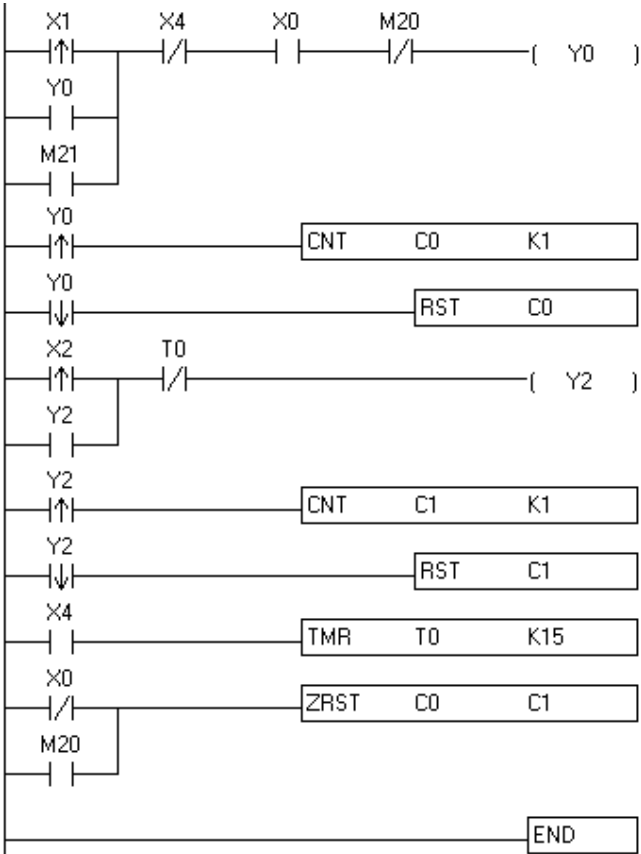 X1 X4 X0 M20
( Y0 )
Y0
M21
Y0
CNT C0 K1
Y0
RST C0
X2 T0
( Y2 )
Y2
Y2
CNT C1 K1
Y2
RST C1
X4
TMR T0 K15
X0
ZRST C0 C1
M20
END